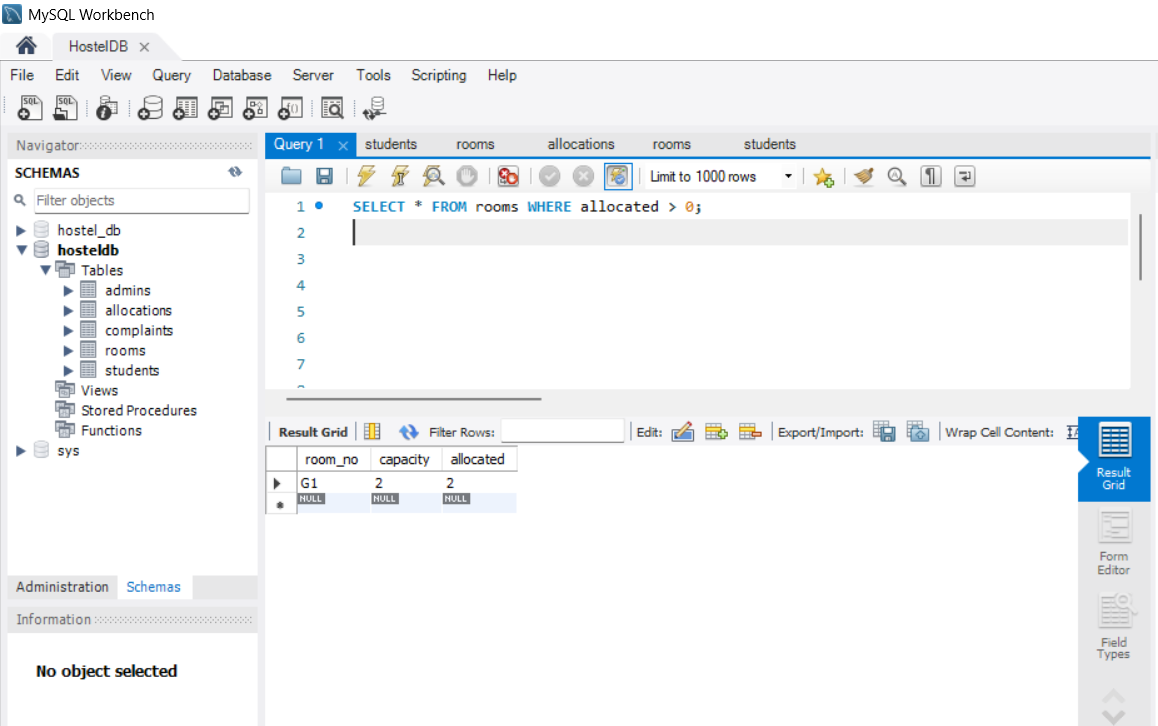 MySQL Workbench
HostelDB
File Edit View Query Database Server Tools Scripting Help
Navigator
SCHEMAS
Filter objects
hostel_db
hosteldb
Tables
admins
allocations
complaints
rooms
students
Views
Stored Procedures
Functions
sys
Administration Schemas
Information
No object selected
Query 1 students rooms allocations rooms students
Limit to 1000 rows
1 SELECT * FROM rooms WHERE allocated > 0;
2
3
4
5
6
7
Result Grid Filter Rows: Edit: Export/Import: Wrap Cell Content:
room_no capacity allocated
G1 2 2
NULL NULL NULL
Result
Grid
Form
Editor
Field
Types